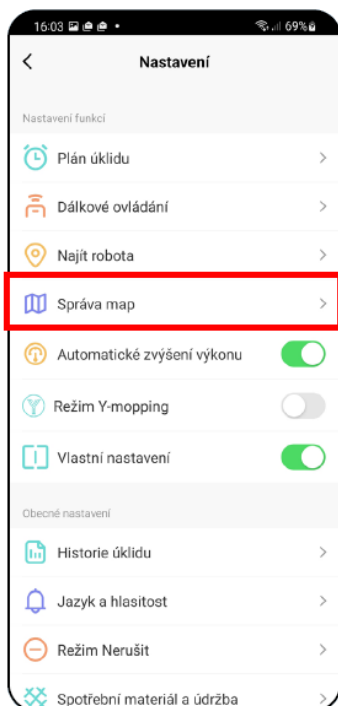 16:03 69%
Nastavení
Nastavení funkcí
Plán úklidu
Dálkové ovládání
Najít robota
Správa map
Automatické zvýšení výkonu
Režim Y-mopping
Vlastní nastavení
Obecné nastavení
Historie úklidu
Jazyk a hlasitost
Režim Nerušit
Spotřební materiál a údržba